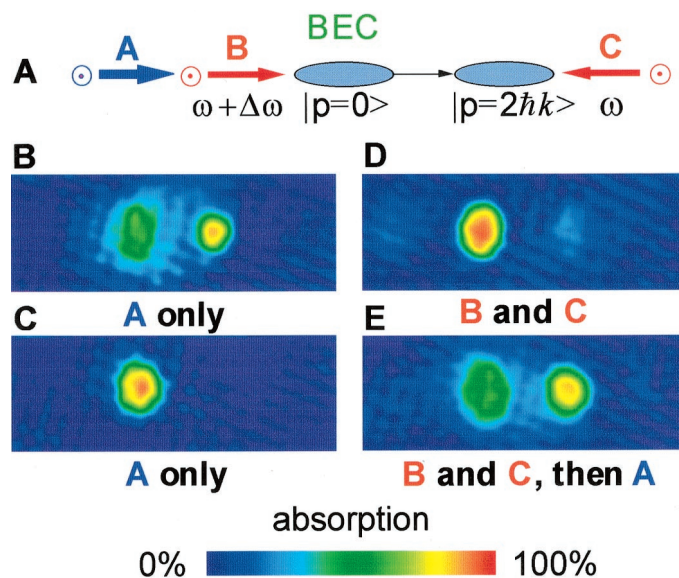 BEC
A B C
A
ω + Δω |p=0> |p=2ħk> ω
B D
A only B and C
C E
A only B and C, then A
absorption
0% 100%